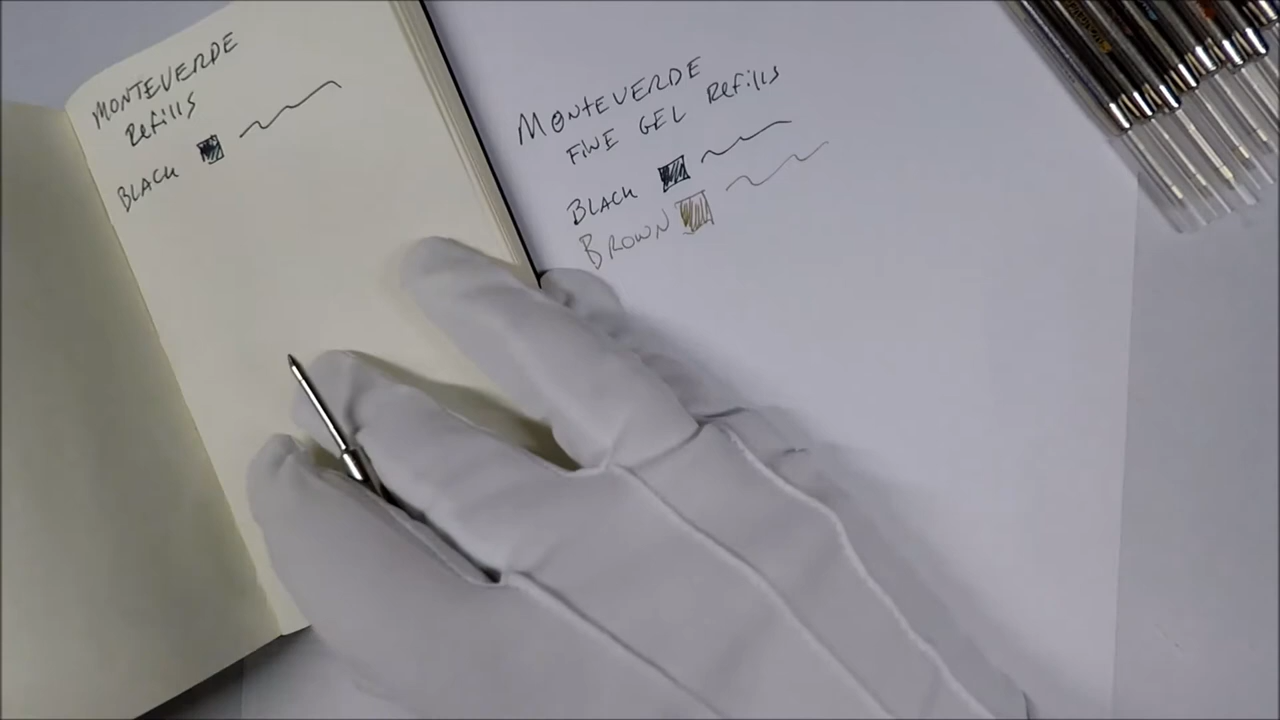 MONTEVERDE
Refills
BLACK
MONTEVERDE
FINE GEL Refills
BLACK
BROWN